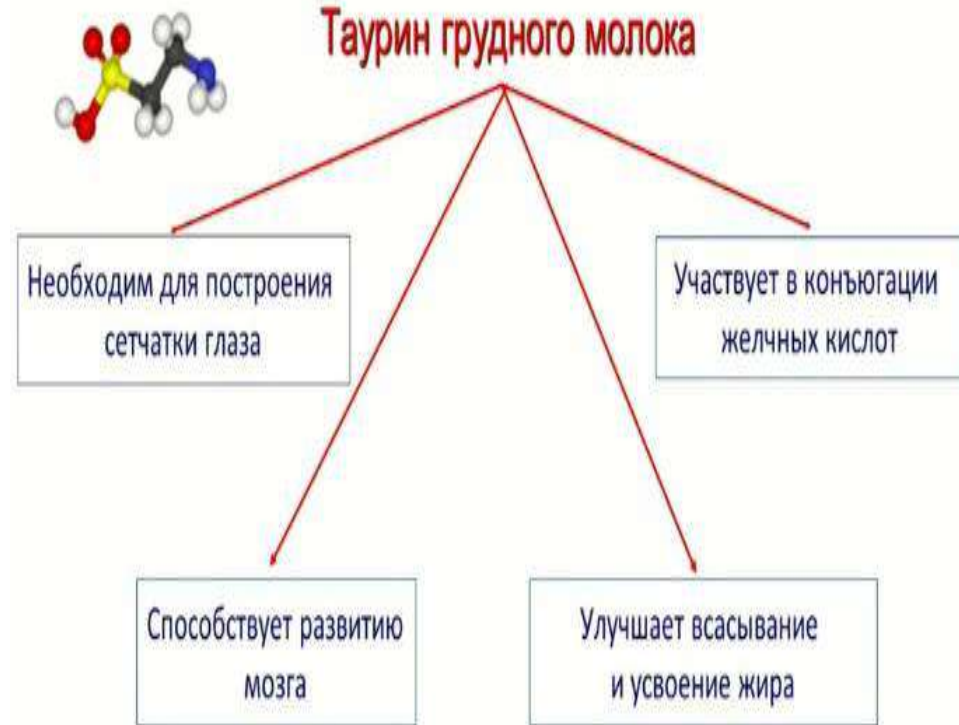 Таурин грудного молока
Необходим для построения
сетчатки глаза
Участвует в конъюгации
желчных кислот
Способствует развитию
мозга
Улучшает всасывание
и усвоение жира